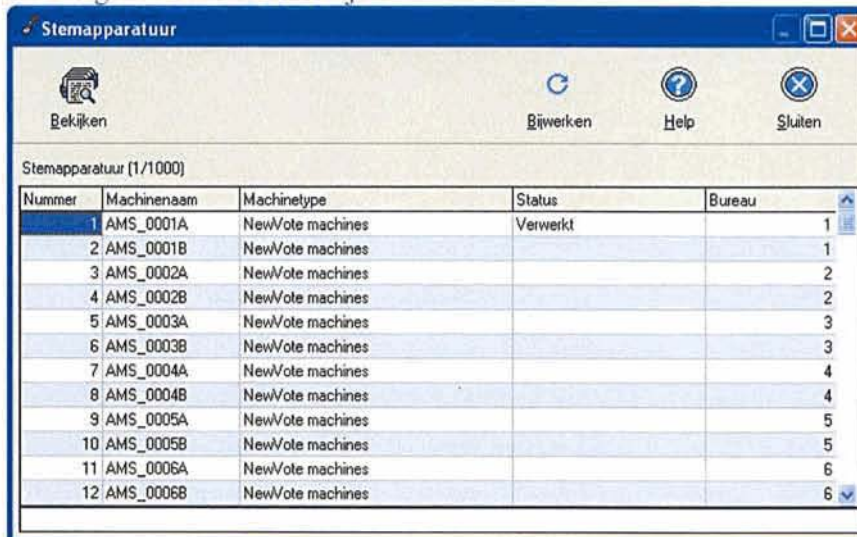 Stemapparatuur
Bekijken Bijwerken Help Sluiten
Stemapparatuur (1/1000)
Nummer Machinenaam Machinetype Status Bureau
1 AMS_0001A NewVote machines Verwerkt 1
2 AMS_0001B NewVote machines 1
3 AMS_0002A NewVote machines 2
4 AMS_0002B NewVote machines 2
5 AMS_0003A NewVote machines 3
6 AMS_0003B NewVote machines 3
7 AMS_0004A NewVote machines 4
8 AMS_0004B NewVote machines 4
9 AMS_0005A NewVote machines 5
10 AMS_0005B NewVote machines 5
11 AMS_0006A NewVote machines 6
12 AMS_0006B NewVote machines 6